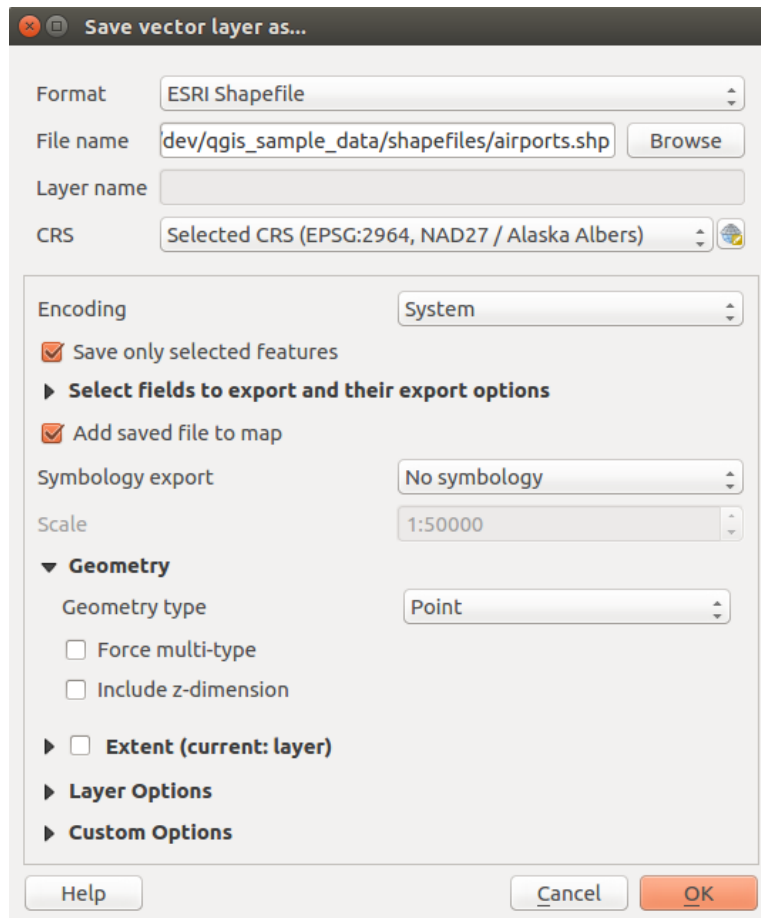 Save vector layer as...
Format ESRI Shapefile
File name /dev/qgis_sample_data/shapefiles/airports.shp Browse
Layer name
CRS Selected CRS (EPSG:2964, NAD27 / Alaska Albers)
Encoding System
Save only selected features
Select fields to export and their export options
Add saved file to map
Symbology export No symbology
Scale 1:50000
Geometry
Geometry type Point
Force multi-type
Include z-dimension
Extent (current: layer)
Layer Options
Custom Options
Help Cancel OK